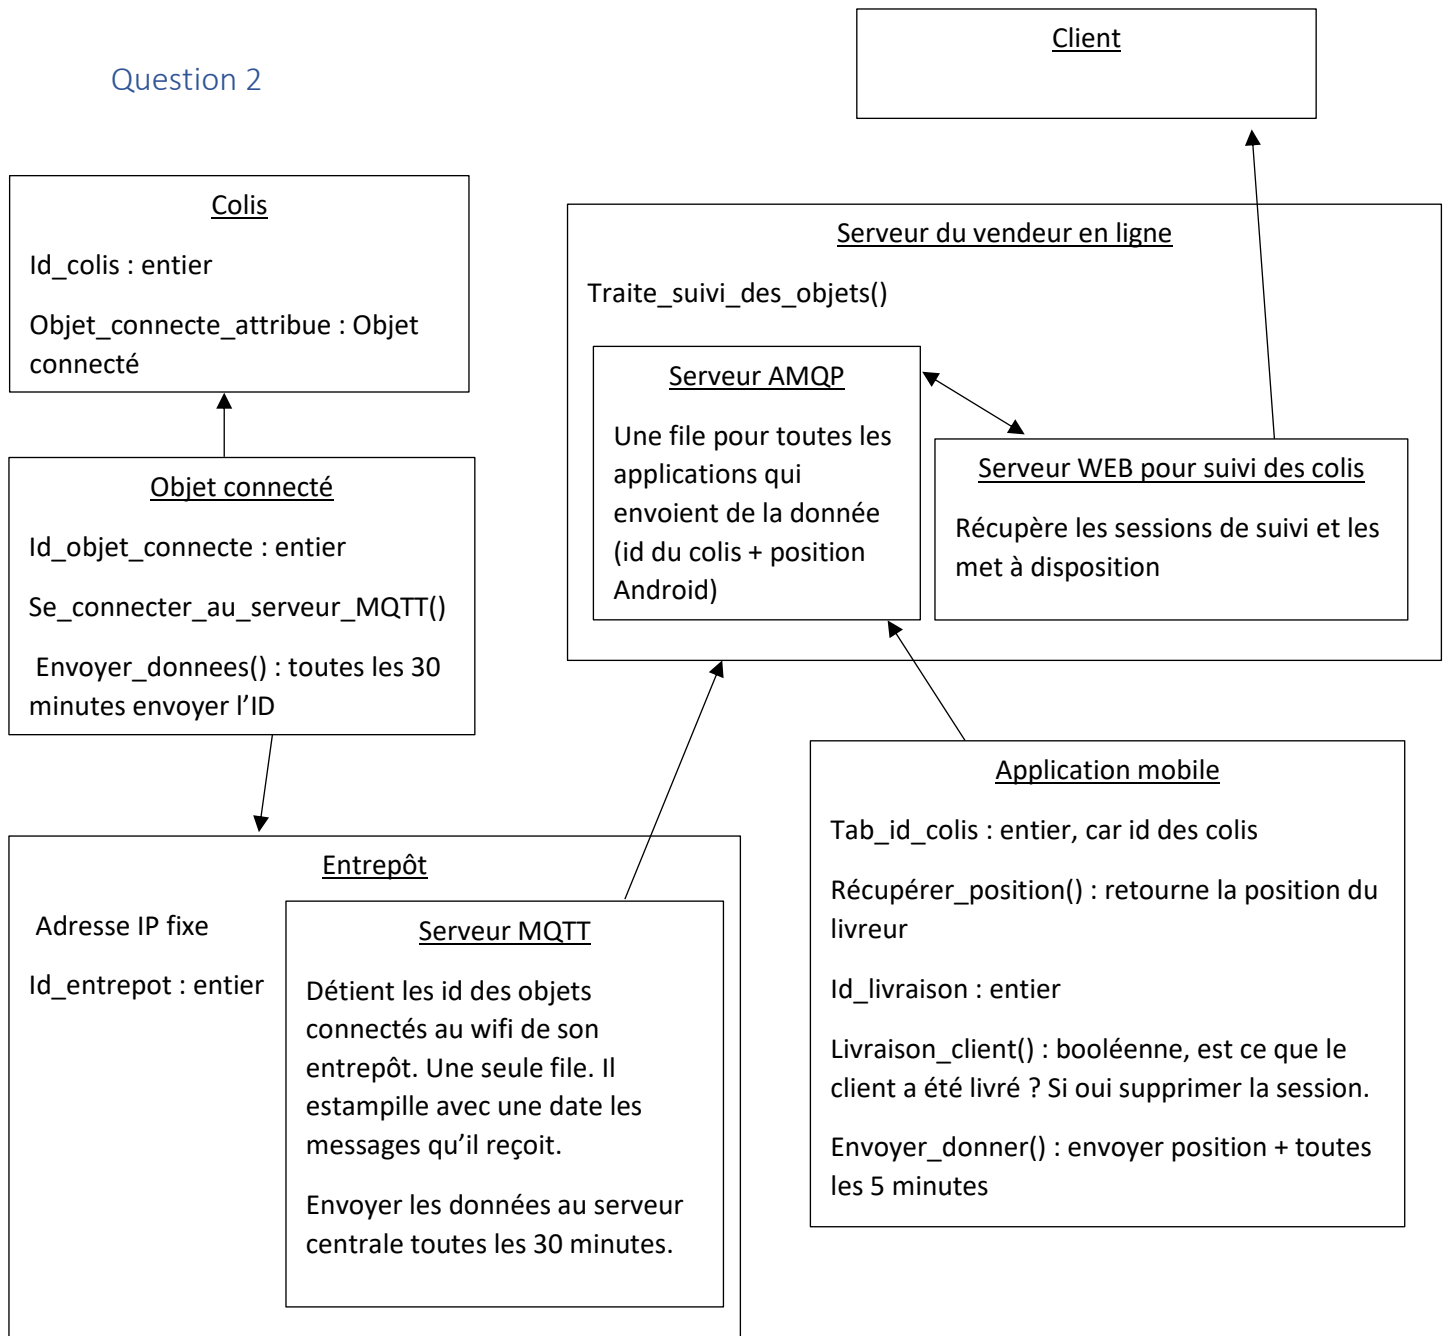 Client
Question 2
Colis
Id_colis : entier
Objet_connecte_attribue : Objet
connecté
Serveur du vendeur en ligne
Traite_suivi_des_objets()
Serveur AMQP
Une file pour toutes les
applications qui
envoient de la donnée
(id du colis + position
Android)
Serveur WEB pour suivi des colis
Récupère les sessions de suivi et les
met à disposition
Objet connecté
Id_objet_connecte : entier
Se_connecter_au_serveur_MQTT()
Envoyer_donnees() : toutes les 30
minutes envoyer l’ID
Entrepôt
Adresse IP fixe
Id_entrepot : entier
Serveur MQTT
Détient les id des objets
connectés au wifi de son
entrepôt. Une seule file. Il
estampille avec une date les
messages qu’il reçoit.
Envoyer les données au serveur
centrale toutes les 30 minutes.
Application mobile
Tab_id_colis : entier, car id des colis
Récupérer_position() : retourne la position du
livreur
Id_livraison : entier
Livraison_client() : booléenne, est ce que le
client a été livré ? Si oui supprimer la session.
Envoyer_donner() : envoyer position + toutes
les 5 minutes